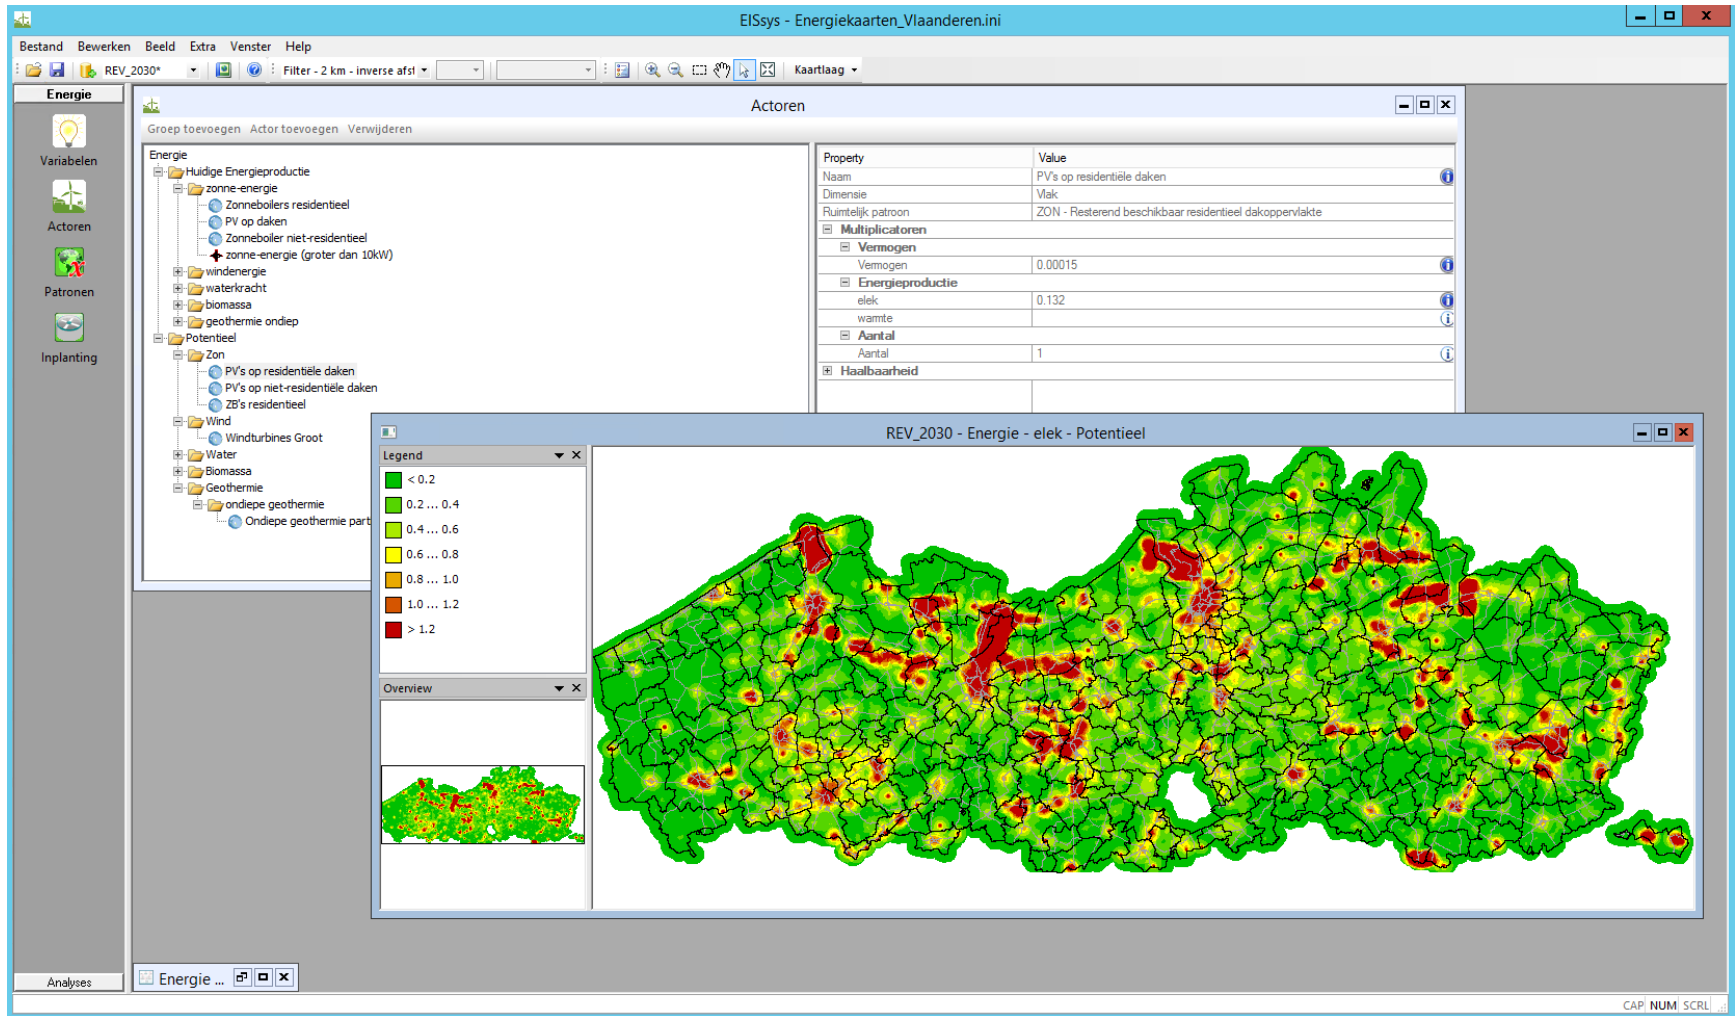 EISsys - Energiekaarten_Vlaanderen.ini
Bestand Bewerken Beeld Extra Venster Help
REV_2030* Filter - 2 km - inverse afst Kaartlaag
Energie
Variabelen
Actoren
Patronen
Inplanting
Analyses
Actoren
Groep toevoegen Actor toevoegen Verwijderen
Energie
Huidige Energieproductie
zonne-energie
Zonneboilers residentieel
PV op daken
Zonneboiler niet-residentieel
zonne-energie (groter dan 10kW)
windenergie
waterkracht
biomassa
geothermie ondiep
Potentieel
Zon
PV's op residentiële daken
PV's op niet-residentiële daken
ZB's residentieel
Wind
Windturbines Groot
Water
Biomassa
Geothermie
ondiepe geothermie
Ondiepe geothermie part
Property Value
Naam PV's op residentiële daken
Dimensie Vlak
Ruimtelijk patroon ZON - Resterend beschikbaar residentieel dakoppervlakte
Multiplicatoren
Vermogen
Vermogen 0.00015
Energieproductie
elek 0.132
warmte
Aantal
Aantal 1
Haalbaarheid
REV_2030 - Energie - elek - Potentieel
Legend
< 0.2
0.2 ... 0.4
0.4 ... 0.6
0.6 ... 0.8
0.8 ... 1.0
1.0 ... 1.2
> 1.2
Overview
Energie ...
CAP NUM SCRL